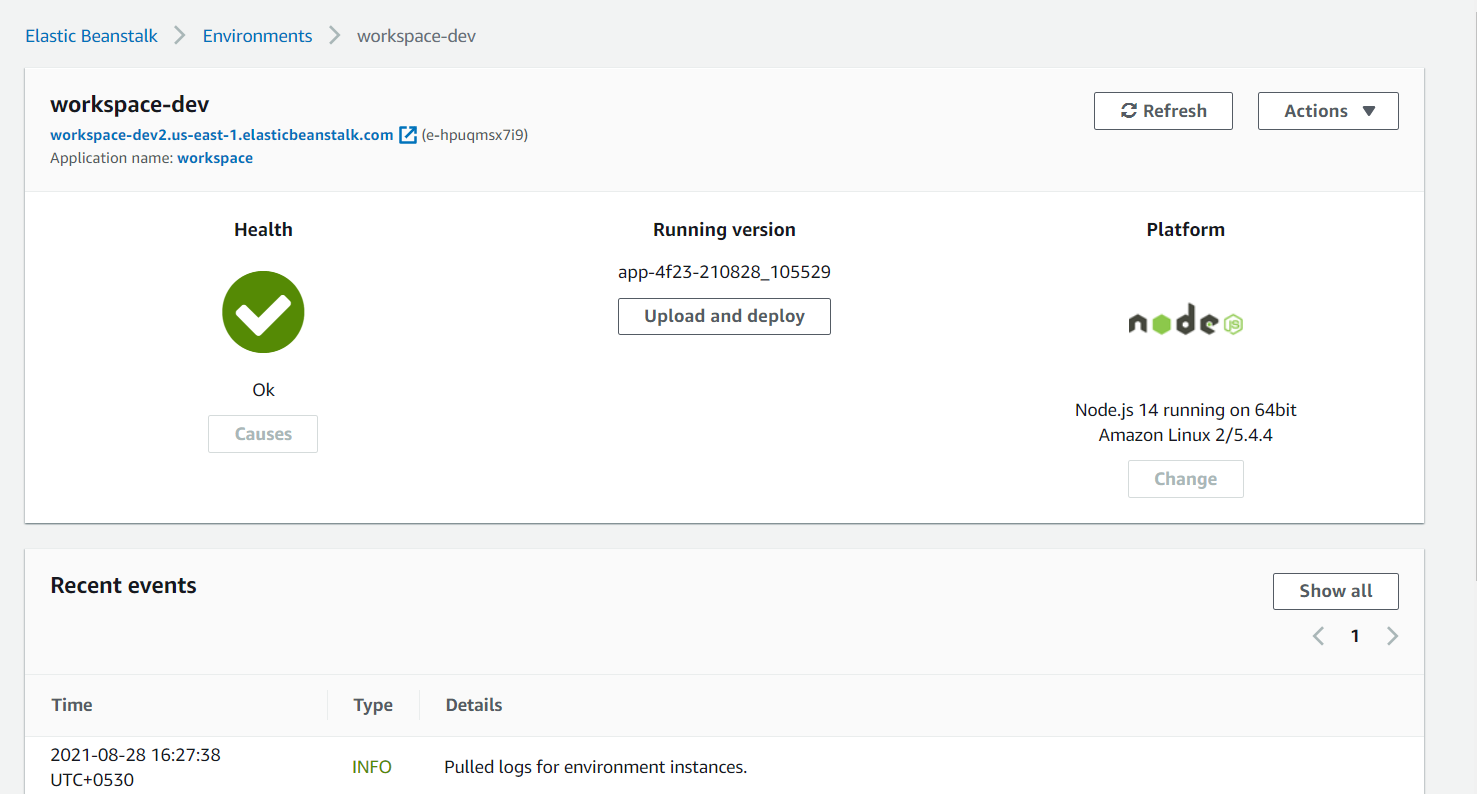 Elastic Beanstalk > Environments > workspace-dev
workspace-dev
workspace-dev2.us-east-1.elasticbeanstalk.com (e-hpuqmsx7i9)
Application name: workspace
Refresh
Actions
Health
Ok
Causes
Running version
app-4f23-210828_105529
Upload and deploy
Platform
node JS
Node.js 14 running on 64bit
Amazon Linux 2/5.4.4
Change
Recent events
Show all
1
Time Type Details
2021-08-28 16:27:38
UTC+0530
INFO
Pulled logs for environment instances.